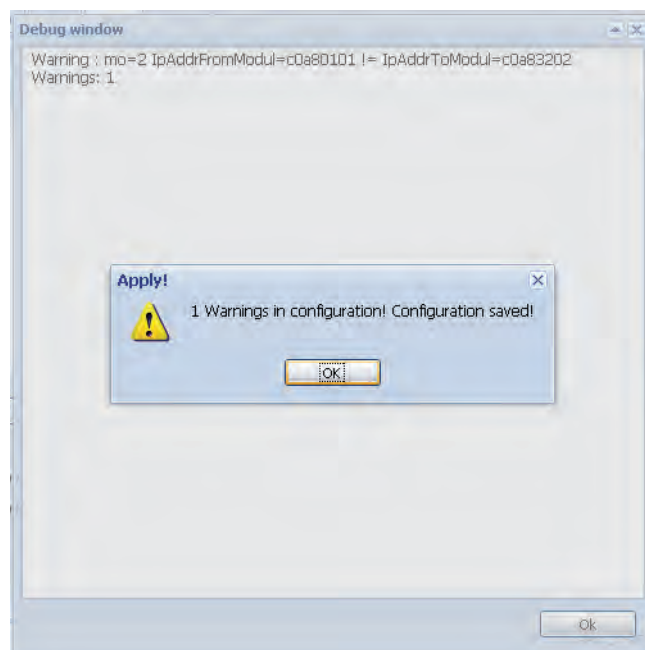 Debug window
Warning : mo=2 IpAddrFromModul=c0a80101 != IpAddrToModul=c0a83202
Warnings: 1
Apply!
1 Warnings in configuration! Configuration saved!
OK
Ok